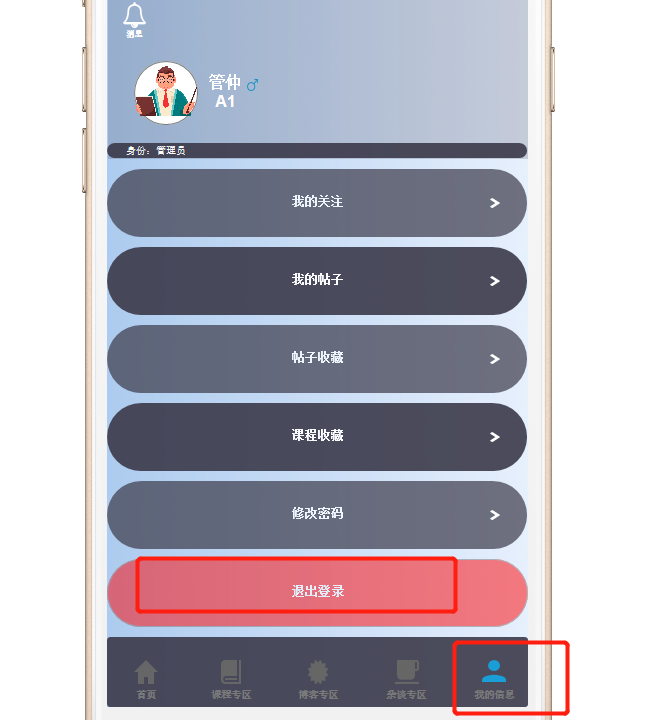 消息
管仲
A1
身份：管理员
我的关注
我的帖子
帖子收藏
课程收藏
修改密码
退出登录
首页 课程专区 博客专区 杂谈专区 我的信息